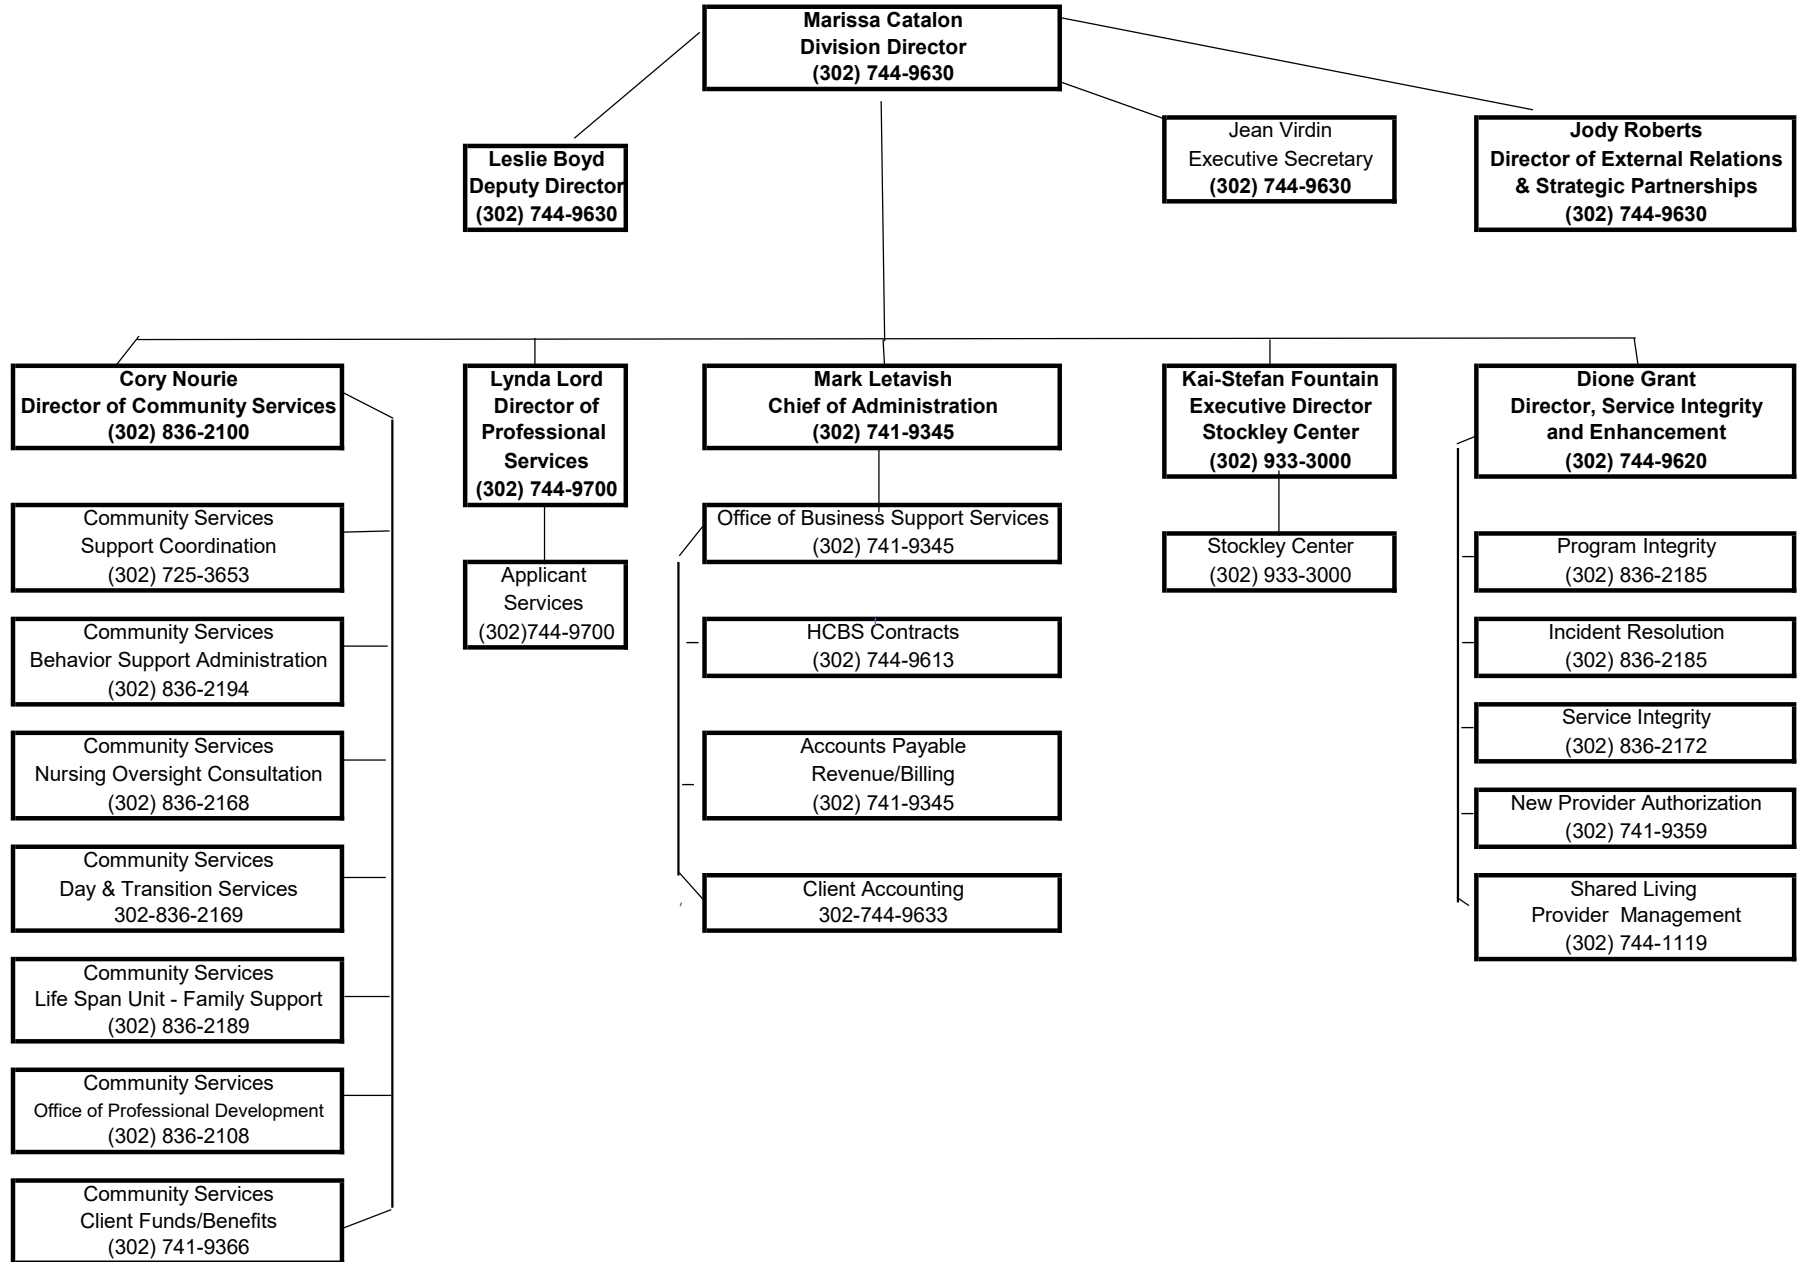 Marissa Catalon
Division Director
(302) 744-9630
Leslie Boyd
Deputy Director
(302) 744-9630
Jean Virdin
Executive Secretary
(302) 744-9630
Jody Roberts
Director of External Relations
& Strategic Partnerships
(302) 744-9630
Cory Nourie
Director of Community Services
(302) 836-2100
Community Services
Support Coordination
(302) 725-3653
Community Services
Behavior Support Administration
(302) 836-2194
Community Services
Nursing Oversight Consultation
(302) 836-2168
Community Services
Day & Transition Services
302-836-2169
Community Services
Life Span Unit - Family Support
(302) 836-2189
Community Services
Office of Professional Development
(302) 836-2108
Community Services
Client Funds/Benefits
(302) 741-9366
Lynda Lord
Director of
Professional
Services
(302) 744-9700
Applicant
Services
(302)744-9700
Mark Letavish
Chief of Administration
(302) 741-9345
Office of Business Support Services
(302) 741-9345
HCBS Contracts
(302) 744-9613
Accounts Payable
Revenue/Billing
(302) 741-9345
Client Accounting
302-744-9633
Kai-Stefan Fountain
Executive Director
Stockley Center
(302) 933-3000
Stockley Center
(302) 933-3000
Dione Grant
Director, Service Integrity
and Enhancement
(302) 744-9620
Program Integrity
(302) 836-2185
Incident Resolution
(302) 836-2185
Service Integrity
(302) 836-2172
New Provider Authorization
(302) 741-9359
Shared Living
Provider  Management
(302) 744-1119